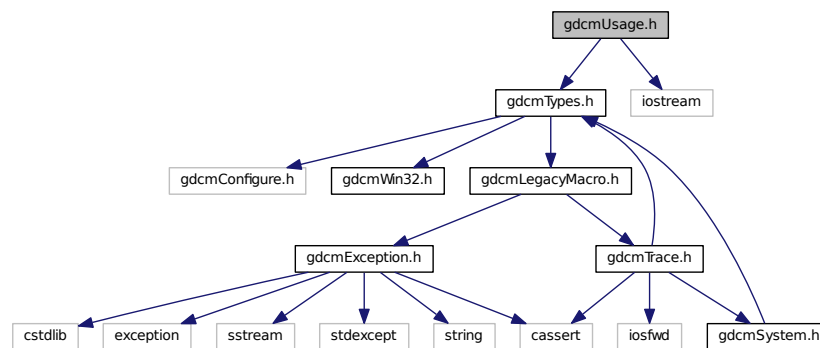 gdcmUsage.h
gdcmTypes.h
iostream
gdcmConfigure.h
gdcmWin32.h
gdcmLegacyMacro.h
gdcmException.h
gdcmTrace.h
cstdlib
exception
sstream
stdexcept
string
cassert
iosfwd
gdcmSystem.h